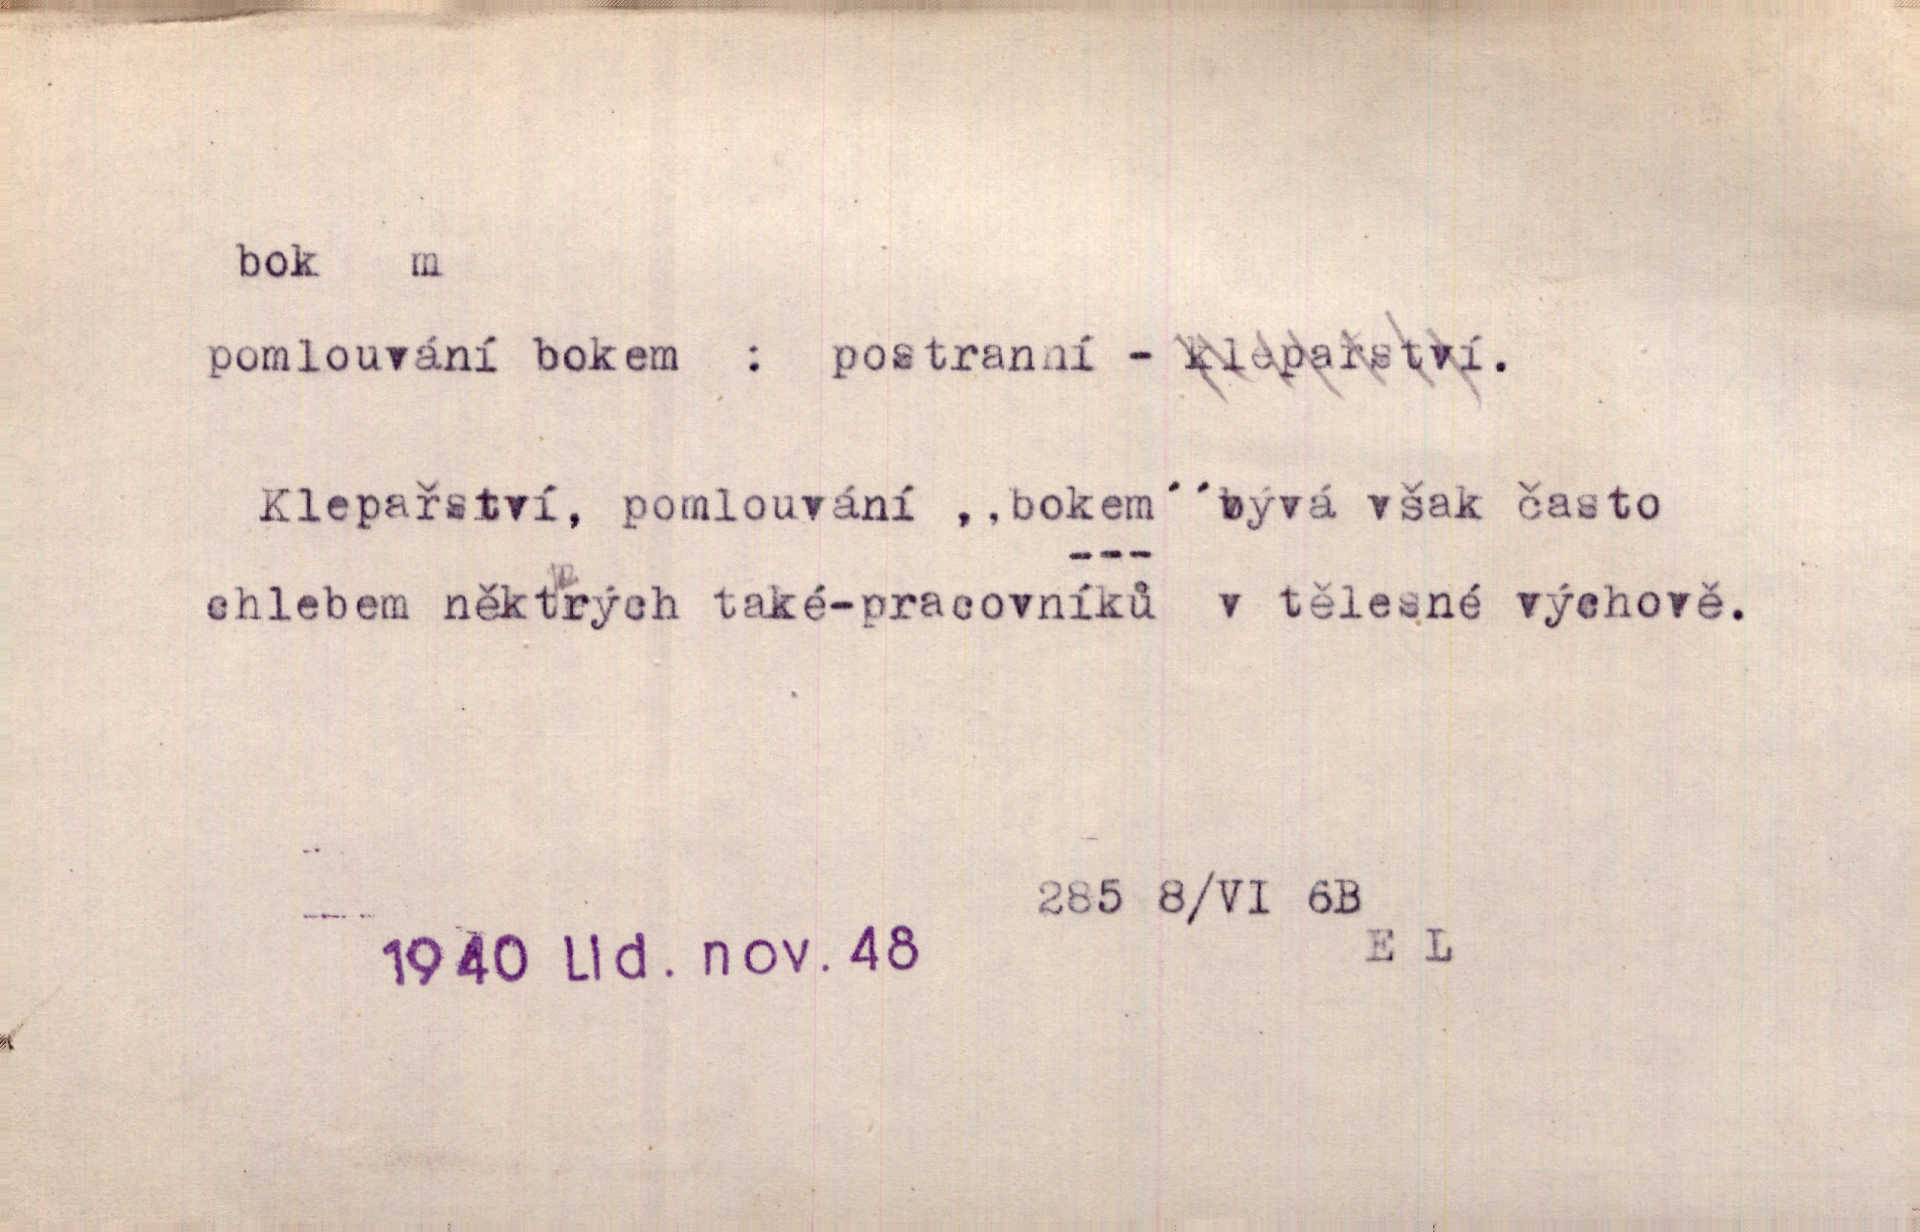 bok m
pomlouvání bokem : postranní - klepařství.
Klepařství, pomlouvání ,,bokem´´bývá však často
---
chlebem někte​rých také-pracovníků v tělesné výchově.
285 8/VI 6B
E L
1940 Lid. nov. 48